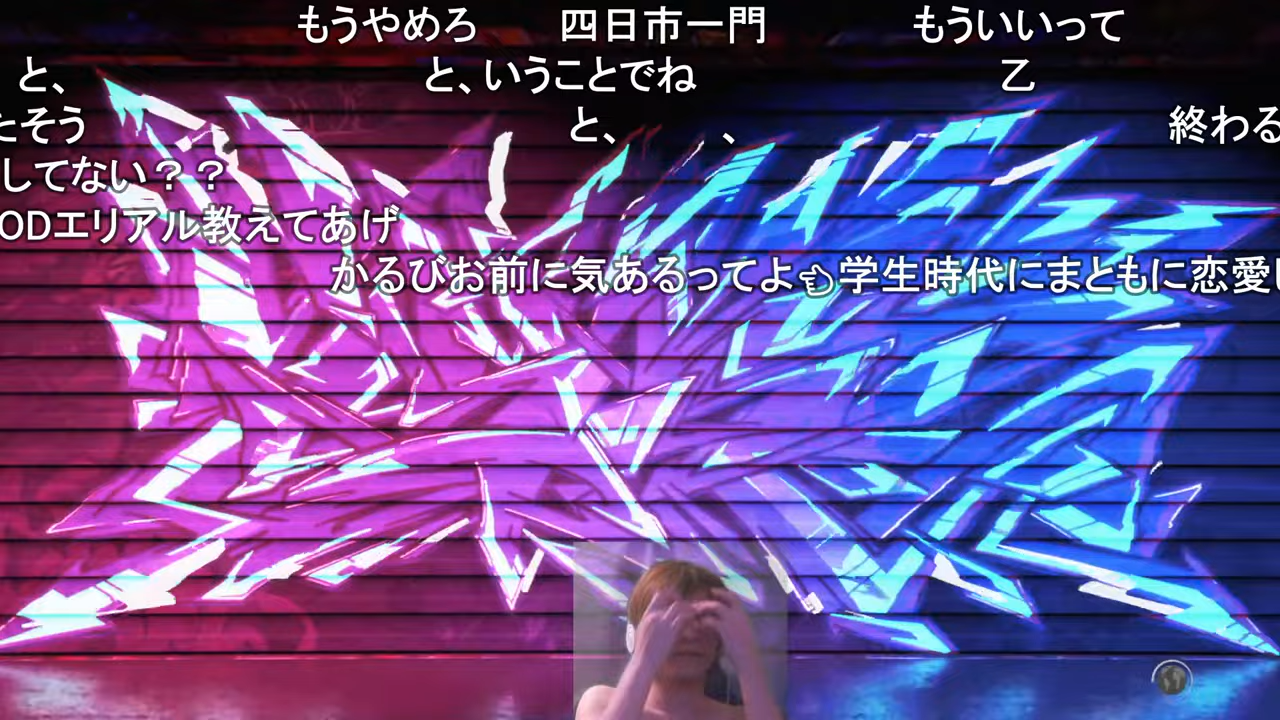 もうやめろ 四日市一門 もういいって
と、 と、いうことでね 乙
たそう と、 、 終わる
してない？？
ODエリアル教えてあげ
かるびお前に気あるってよ👈学生時代にまともに恋愛し